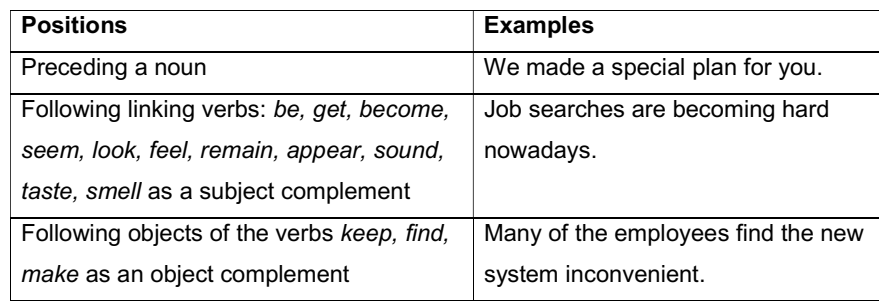 Positions Examples
Preceding a noun We made a special plan for you.
Following linking verbs: be, get, become, Job searches are becoming hard
seem, look, feel, remain, appear, sound, nowadays.
taste, smell as a subject complement
Following objects of the verbs keep, find, Many of the employees find the new
make as an object complement system inconvenient.